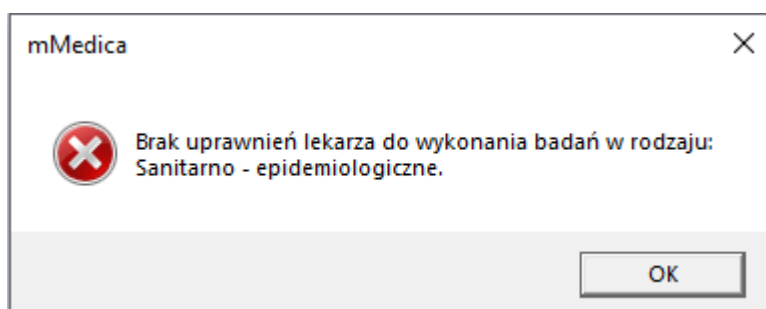 mMedica
Brak uprawnień lekarza do wykonania badań w rodzaju:
Sanitarno - epidemiologiczne.
OK